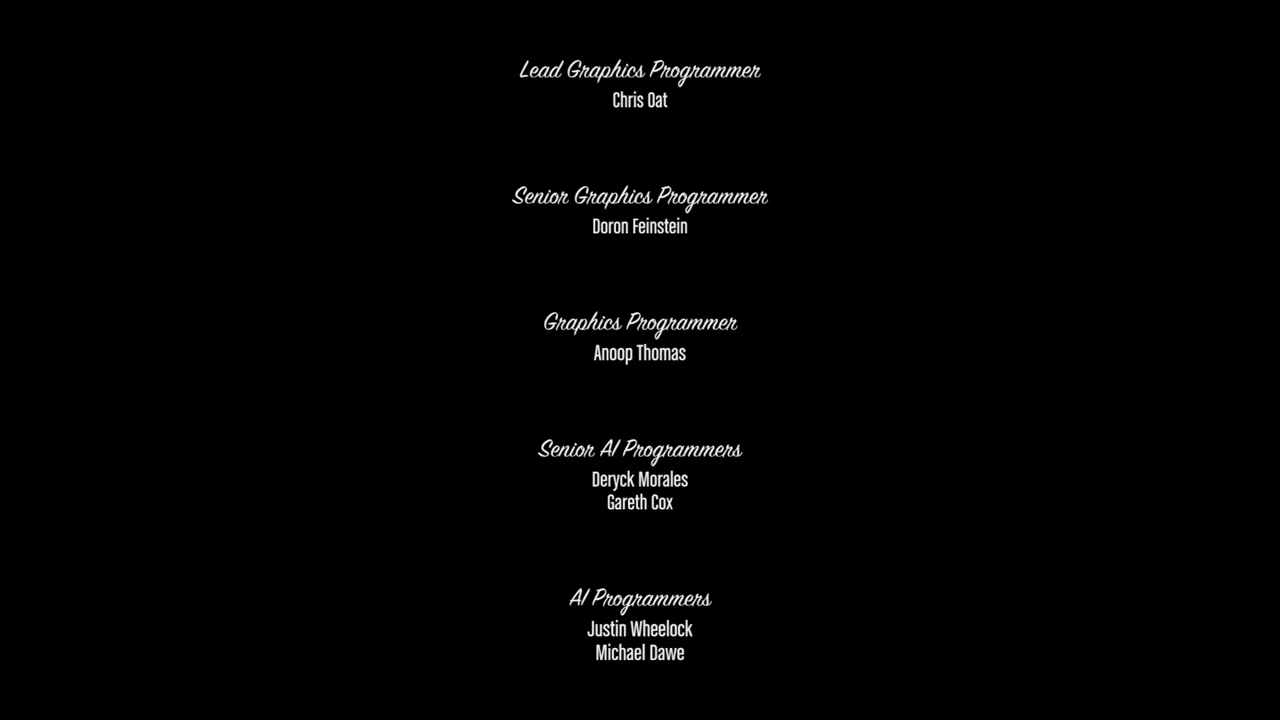 Lead Graphics Programmer
Chris Oat
Senior Graphics Programmer
Doron Feinstein
Graphics Programmer
Anoop Thomas
Senior AI Programmers
Deryck Morales
Gareth Cox
AI Programmers
Justin Wheelock
Michael Dawe